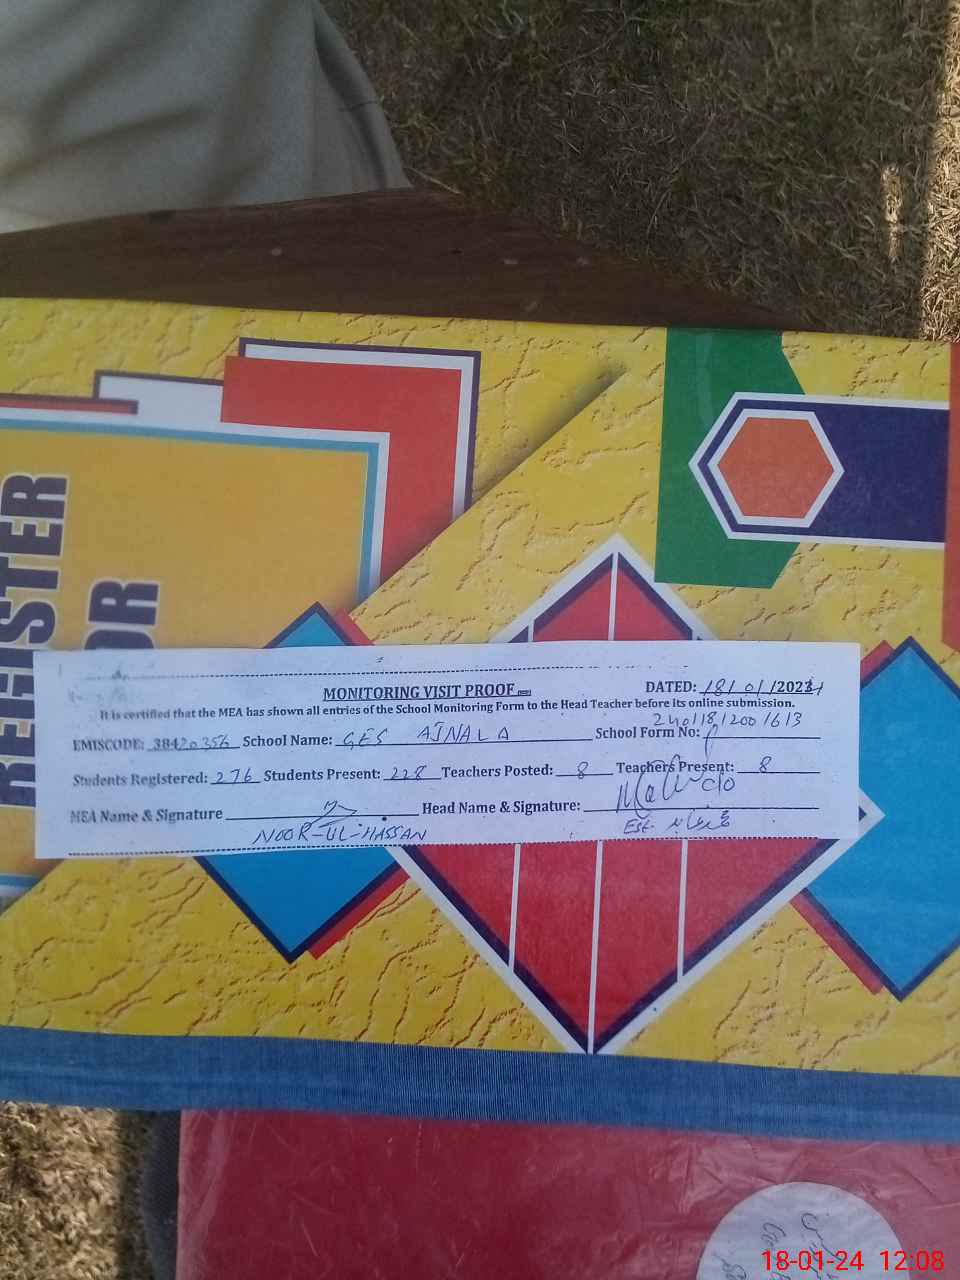 REGISTER
OR
MONITORING VISIT PROOF
DATED: 18/01/2024
It is certified that the MEA has shown all entries of the School Monitoring Form to the Head Teacher before its online submission.
240118/2001613
EMISCODE: 38420356 School Name: GES AJNALA School Form No:
Students Registered: 276 Students Present: 228 Teachers Posted: 8 Teachers Present: 8
MEA Name & Signature Head Name & Signature:
NOOR-UL-HASSAN
18-01-24 12:08